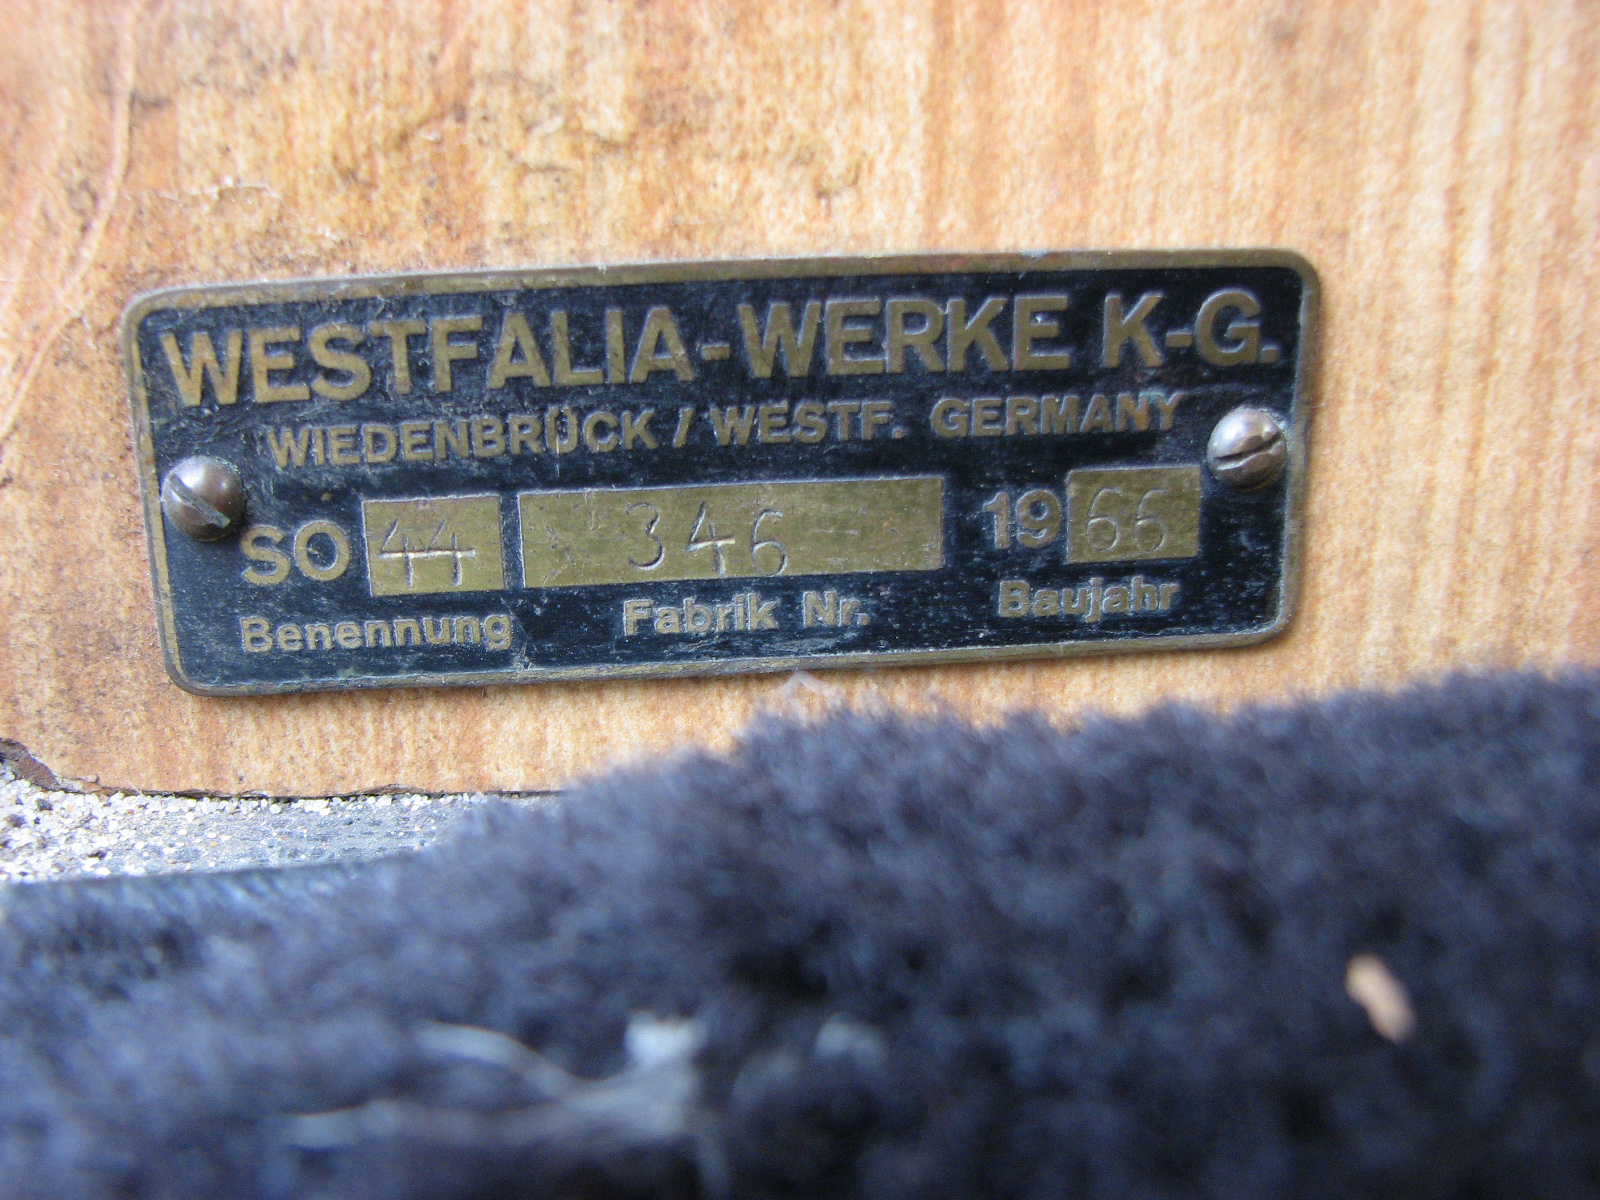 WESTFALIA-WERKE K-G.
WIEDENBRÜCK / WESTF. GERMANY
SO 44 346 1966
Benennung Fabrik Nr. Baujahr